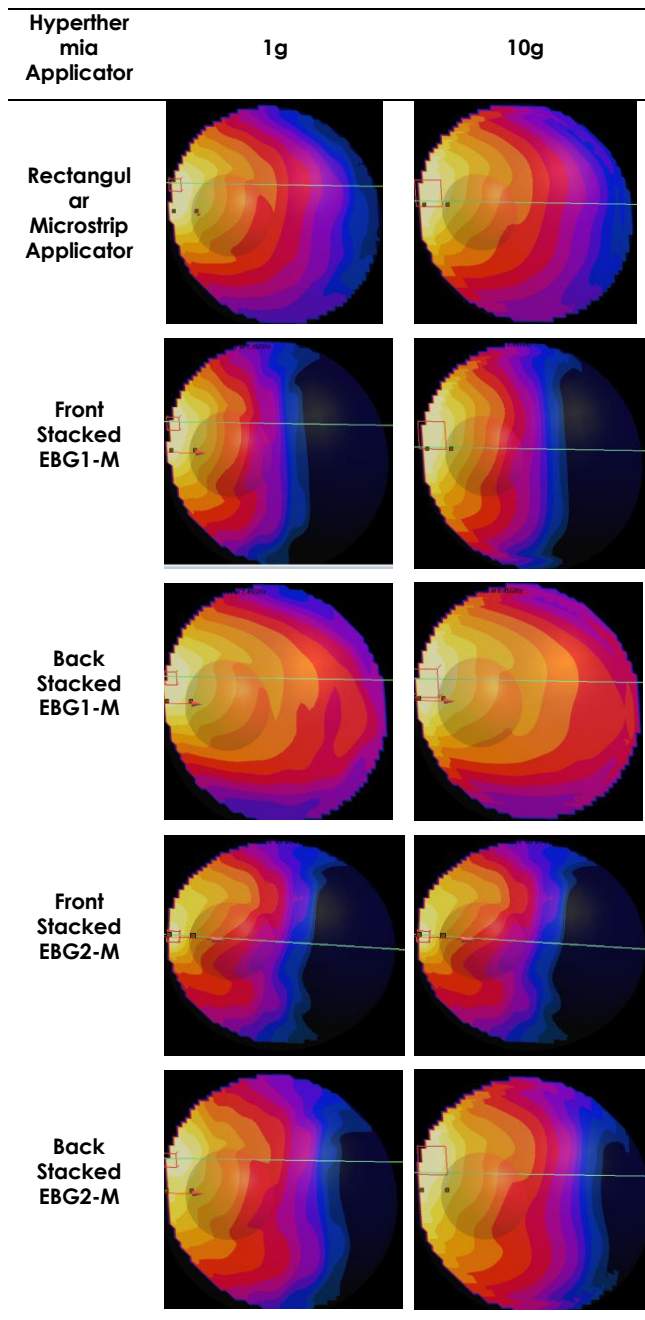 Hyperther
mia
Applicator
1g
10g
Rectangul
ar
Microstrip
Applicator
Front
Stacked
EBG1-M
Back
Stacked
EBG1-M
Front
Stacked
EBG2-M
Back
Stacked
EBG2-M